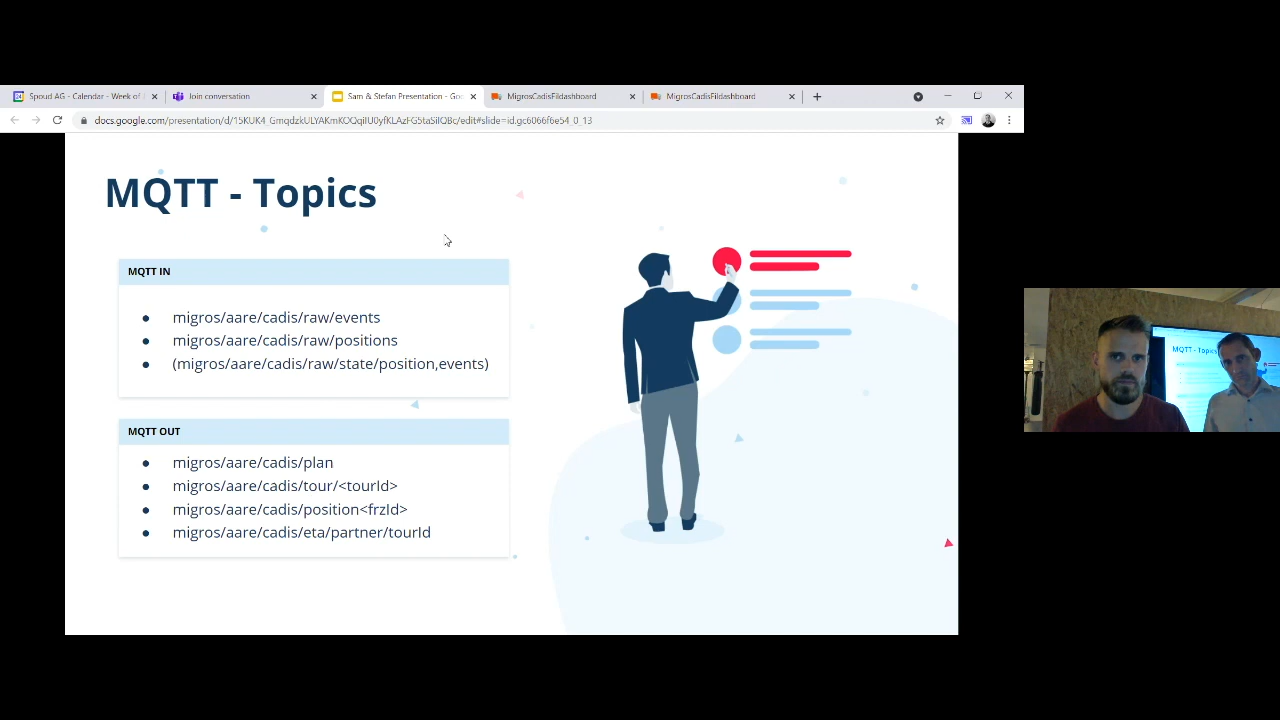 Spoud AG - Calendar - Week of
Join conversation
Sam & Stefan Presentation - Go
MigrosCadisFildashboard
MigrosCadisFildashboard
MQTT - Topics
MQTT IN
migros/aare/cadis/raw/events
migros/aare/cadis/raw/positions
(migros/aare/cadis/raw/state/position,events)
MQTT OUT
migros/aare/cadis/plan
migros/aare/cadis/tour/<tourId>
migros/aare/cadis/position<frzId>
migros/aare/cadis/eta/partner/tourId
MQTT - Topics